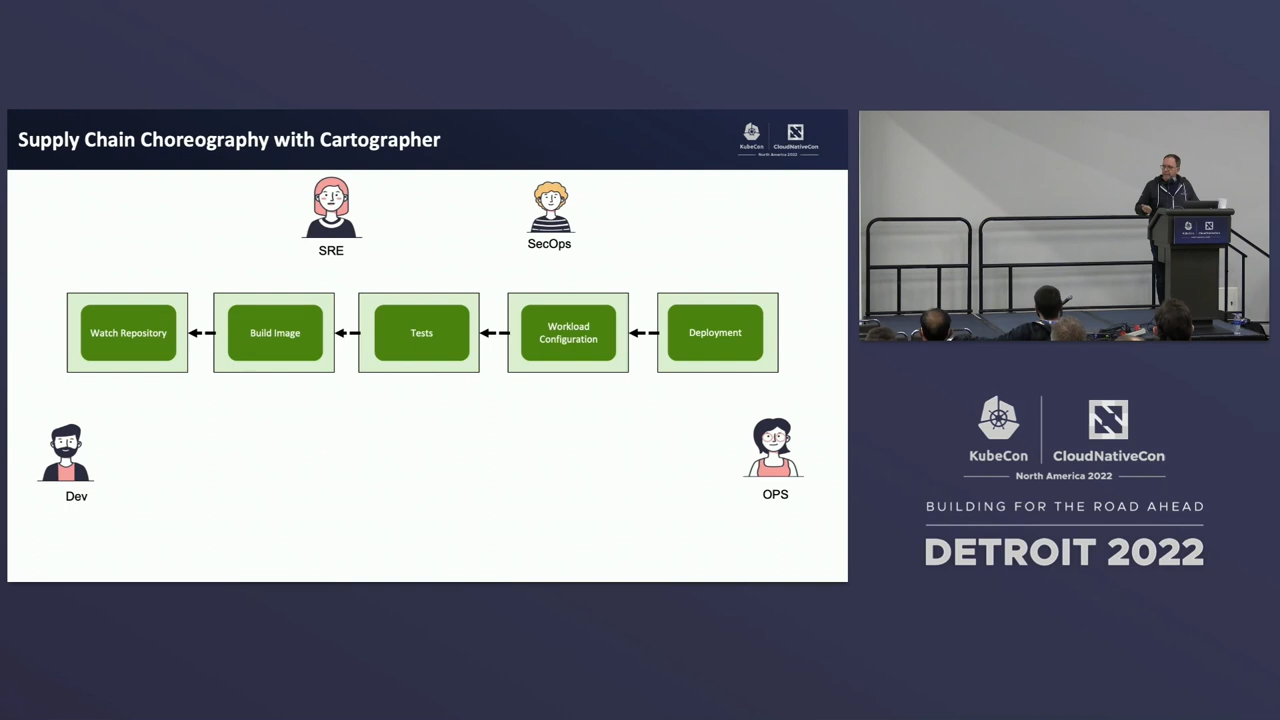 Supply Chain Choreography with Cartographer
KubeCon
CloudNativeCon
North America 2022
SRE
SecOps
Watch Repository
Build Image
Tests
Workload
Configuration
Deployment
Dev
OPS
KubeCon
CloudNativeCon
North America 2022
BUILDING FOR THE ROAD AHEAD
DETROIT 2022